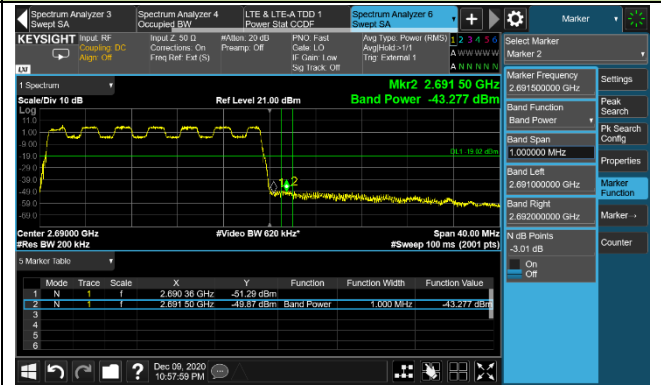 Spectrum Analyzer 3
Swept SA
Spectrum Analyzer 4
Occupied BW
LTE & LTE-A TDD 1
Power Stat CCDF
Spectrum Analyzer 6
Swept SA
Marker
KEYSIGHT
Input: RF
Coupling: DC
Align: Off
Input Z: 50 Ω
Corrections: On
Freq Ref: Ext (S)
#Atten: 20 dB
Preamp: Off
PNO: Fast
Gate: LO
IF Gain: Low
Sig Track: Off
Avg Type: Power (RMS)
Avg|Hold:>1/1
Trig: External 1
1 2 3 4 5 6
A W W W W W
A N N N N N
LXI
Select Marker
Marker 2
1 Spectrum
Scale/Div 10 dB
Ref Level 21.00 dBm
Mkr2 2.691 50 GHz
Band Power -43.277 dBm
Log
11.0
1.00
-9.00
-19.0
-29.0
-39.0
-49.0
-59.0
-69.0
DL1 -19.02 dBm
1
2
Center 2.69000 GHz
#Res BW 200 kHz
#Video BW 620 kHz*
Span 40.00 MHz
#Sweep 100 ms (2001 pts)
5 Marker Table
Mode Trace Scale X Y Function Function Width Function Value
1 N 1 f 2.690 36 GHz -51.29 dBm
2 N 1 f 2.691 50 GHz -49.87 dBm Band Power 1.000 MHz -43.277 dBm
3
4
5
6
Marker Frequency
2.691500000 GHz
Band Function
Band Power
Band Span
1.000000 MHz
Band Left
2.691000000 GHz
Band Right
2.692000000 GHz
N dB Points
-3.01 dB
On
Off
Settings
Peak
Search
Pk Search
Config
Properties
Marker
Function
Marker→
Counter
?
Dec 09, 2020
10:57:59 PM